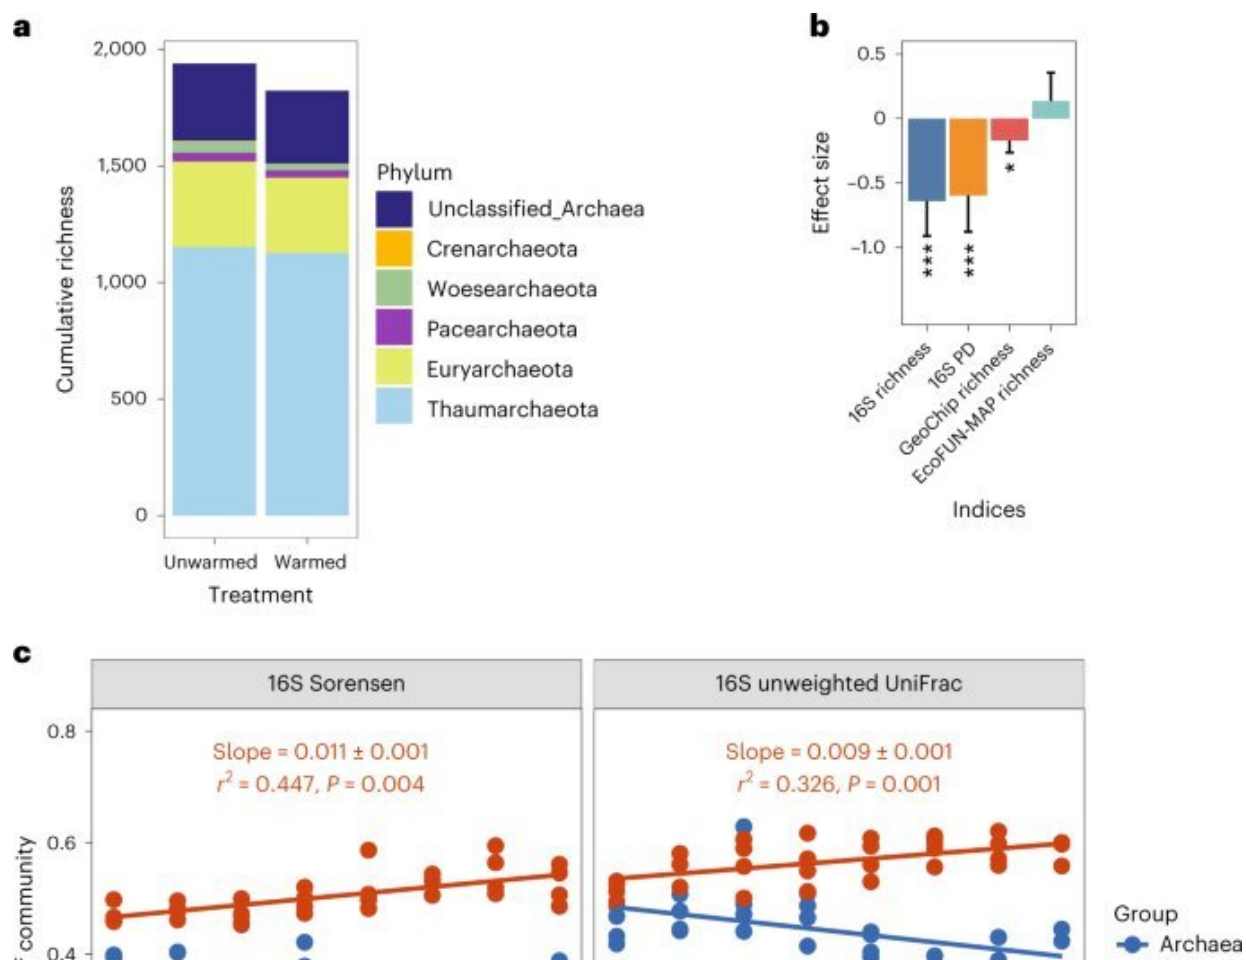 a
2,000
1,500
1,000
500
0
Cumulative richness
Unwarmed Warmed
Treatment
Phylum
Unclassified_Archaea
Crenarchaeota
Woesearchaeota
Pacearchaeota
Euryarchaeota
Thaumarchaeota
b
0.5
0
–0.5
–1.0
Effect size
***
***
*
16S richness
16S PD
GeoChip richness
EcoFUN-MAP richness
Indices
c
16S Sorensen
16S unweighted UniFrac
0.8
0.6
0.4
community
Slope = 0.011 ± 0.001
r² = 0.447, P = 0.004
Slope = 0.009 ± 0.001
r² = 0.326, P = 0.001
Group
Archaea